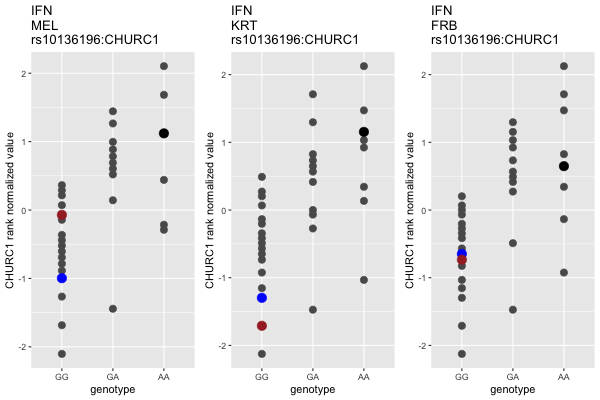 IFN
MEL
rs10136196:CHURC1
CHURC1 rank normalized value
2
1
0
-1
-2
GG GA AA
genotype
IFN
KRT
rs10136196:CHURC1
CHURC1 rank normalized value
2
1
0
-1
-2
GG GA AA
genotype
IFN
FRB
rs10136196:CHURC1
CHURC1 rank normalized value
2
1
0
-1
-2
GG GA AA
genotype